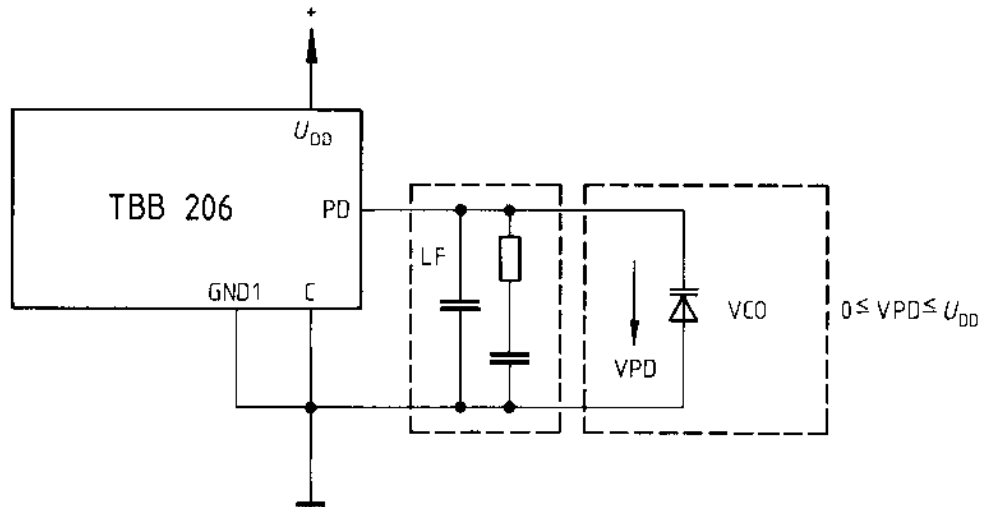 +
U_DD
TBB 206
PD
LF
GND1 C
VCO
0 ≤ VPD ≤ U_DD
VPD